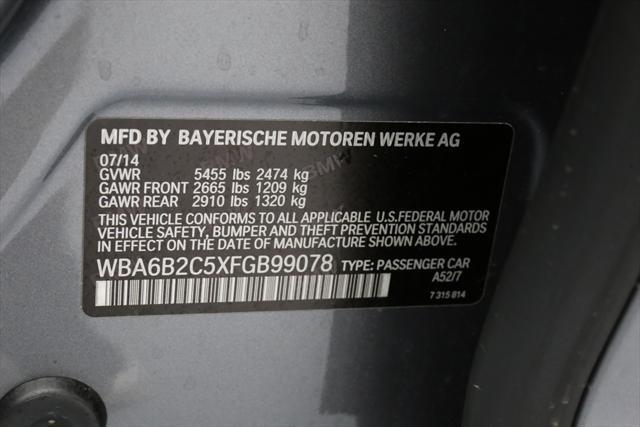 MFD BY BAYERISCHE MOTOREN WERKE AG
07/14
GVWR 5455 lbs 2474 kg
GAWR FRONT 2665 lbs 1209 kg
GAWR REAR 2910 lbs 1320 kg
THIS VEHICLE CONFORMS TO ALL APPLICABLE U.S.FEDERAL MOTOR
VEHICLE SAFETY, BUMPER AND THEFT PREVENTION STANDARDS
IN EFFECT ON THE DATE OF MANUFACTURE SHOWN ABOVE.
WBA6B2C5XFGB99078 TYPE: PASSENGER CAR
A52/7
7 315 814